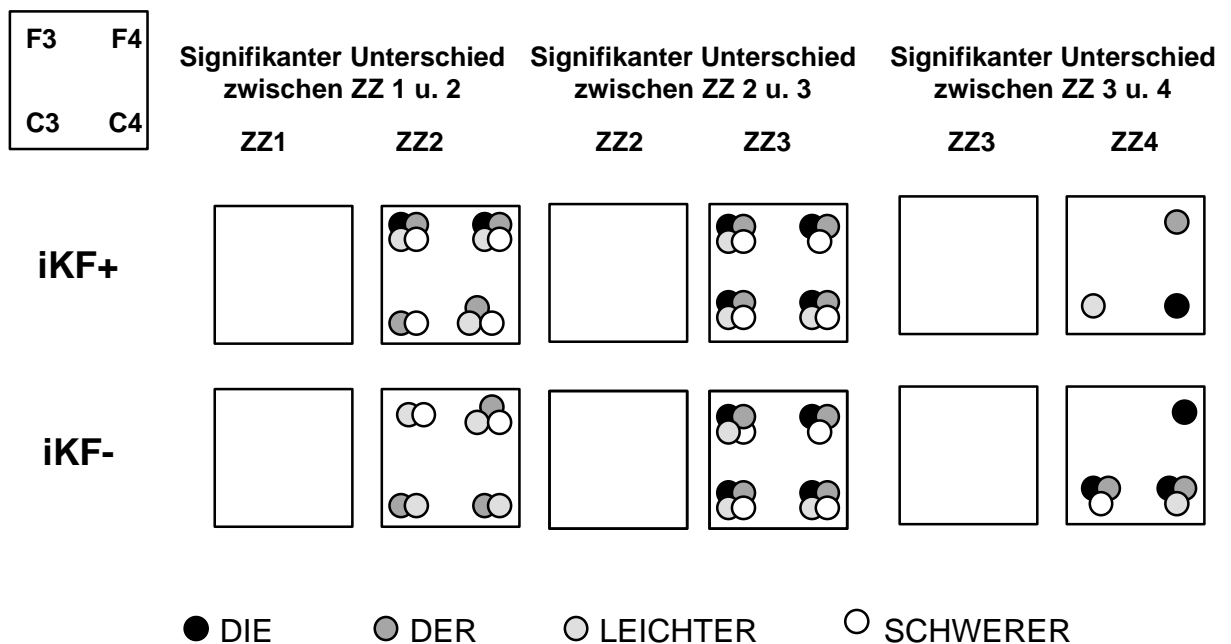 F3 F4
C3 C4
Signifikanter Unterschied
zwischen ZZ 1 u. 2
Signifikanter Unterschied
zwischen ZZ 2 u. 3
Signifikanter Unterschied
zwischen ZZ 3 u. 4
ZZ1 ZZ2 ZZ2 ZZ3 ZZ3 ZZ4
iKF+
iKF-
DIE DER LEICHTER SCHWERER